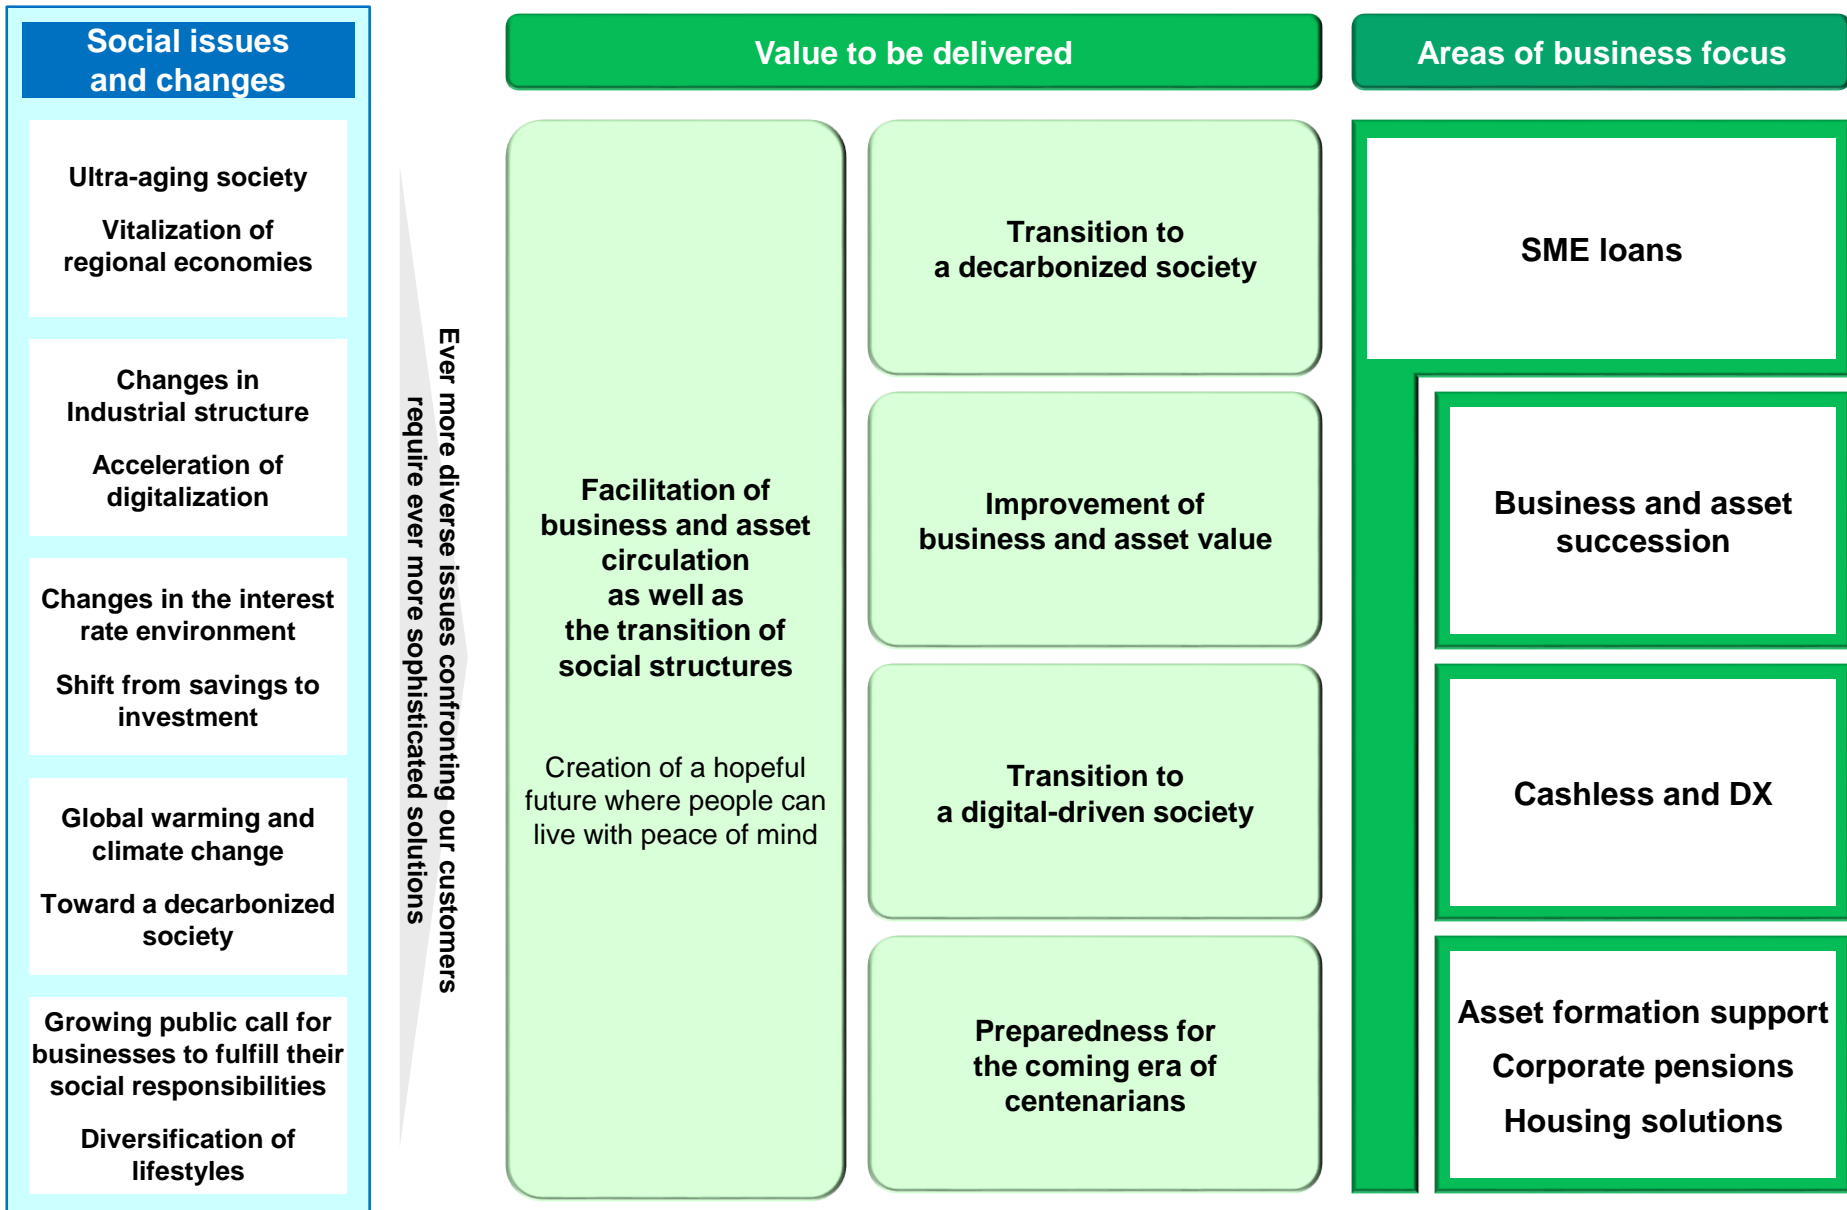 Social issues
and changes
Ultra-aging society
Vitalization of
regional economies
Changes in
Industrial structure
Acceleration of
digitalization
Changes in the interest
rate environment
Shift from savings to
investment
Global warming and
climate change
Toward a decarbonized
society
Growing public call for
businesses to fulfill their
social responsibilities
Diversification of
lifestyles
Ever more diverse issues confronting our customers
require ever more sophisticated solutions
Value to be delivered
Facilitation of
business and asset
circulation
as well as
the transition of
social structures
Creation of a hopeful
future where people can
live with peace of mind
Transition to
a decarbonized society
Improvement of
business and asset value
Transition to
a digital-driven society
Preparedness for
the coming era of
centenarians
Areas of business focus
SME loans
Business and asset
succession
Cashless and DX
Asset formation support
Corporate pensions
Housing solutions